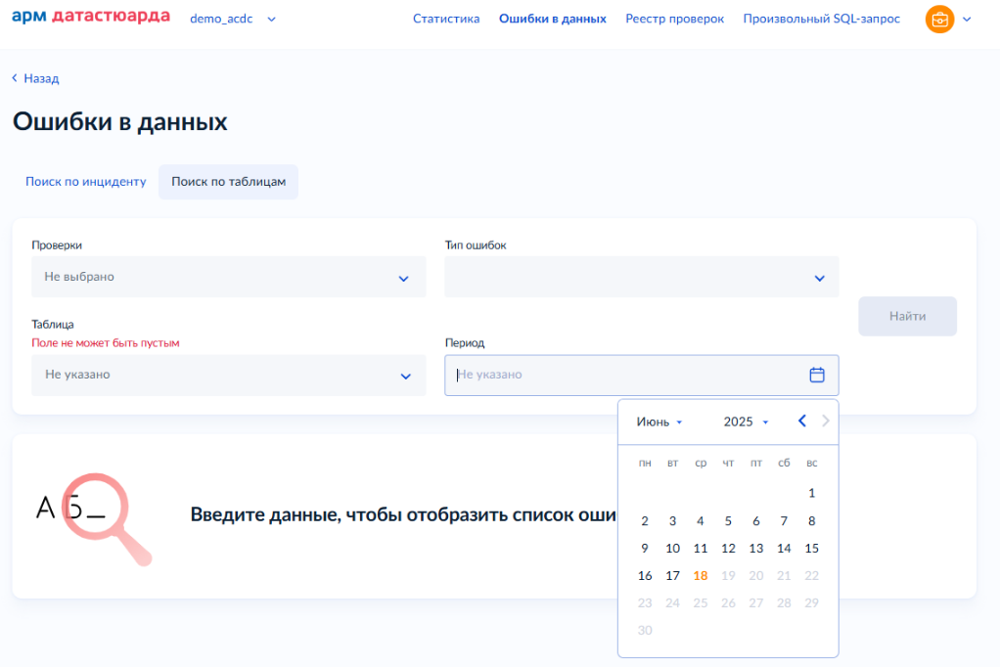 арм датастюарда demo_acdc Статистика Ошибки в данных Реестр проверок Произвольный SQL-запрос
Назад
Ошибки в данных
Поиск по инциденту Поиск по таблицам
Проверки Тип ошибок
Не выбрано
Найти
Таблица
Поле не может быть пустым Период
Не указано Не указано
Июнь 2025
пн вт ср чт пт сб вс
1
2 3 4 5 6 7 8
9 10 11 12 13 14 15
16 17 18 19 20 21 22
23 24 25 26 27 28 29
30
А Б_
Введите данные, чтобы отобразить список оши